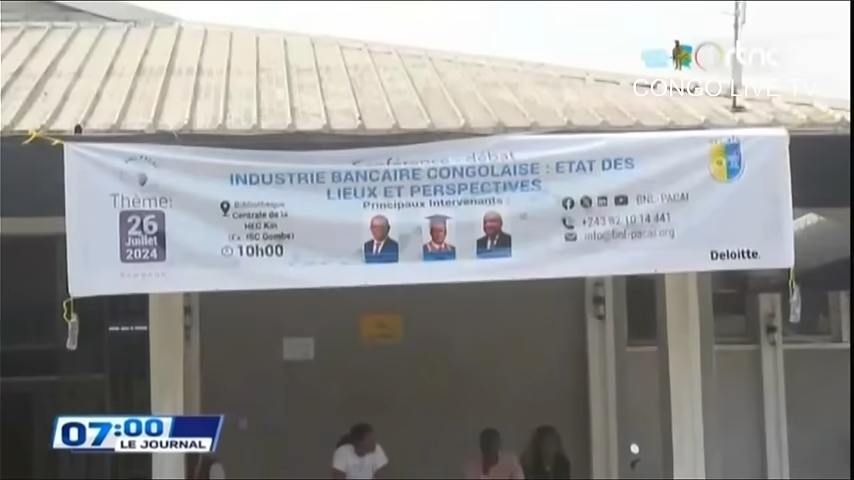 rtnc
CONGO LIVE TV
Conférence - débat
Thème:
INDUSTRIE BANCAIRE CONGOLAISE : ETAT DES
LIEUX ET PERSPECTIVES
Principaux Intervenants :
26
Juillet
2024
Bibliothèque
Centrale de la
HEC Kin
(Ex. ISC Gombe)
10h00
BNL-PACAI
+243 82 10 14 441
info@bnl-pacai.org
Deloitte.
07:00
LE JOURNAL